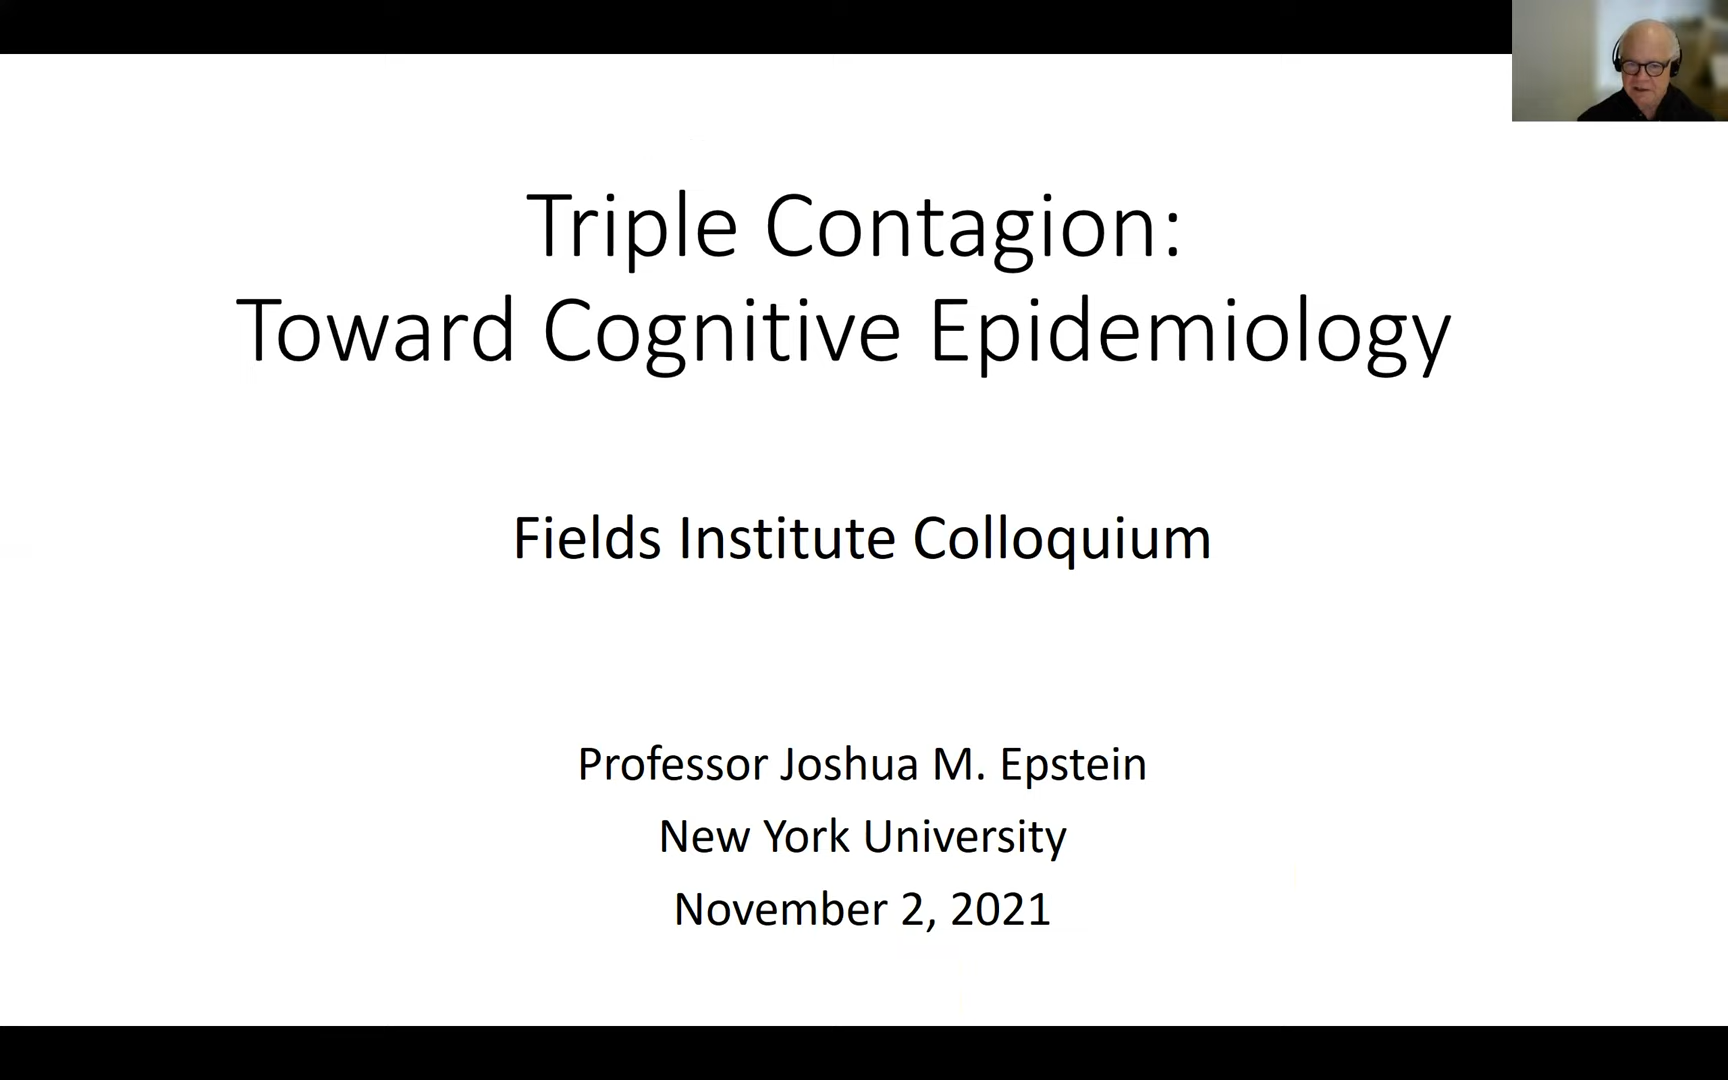 Triple Contagion:
Toward Cognitive Epidemiology
Fields Institute Colloquium
Professor Joshua M. Epstein
New York University
November 2, 2021